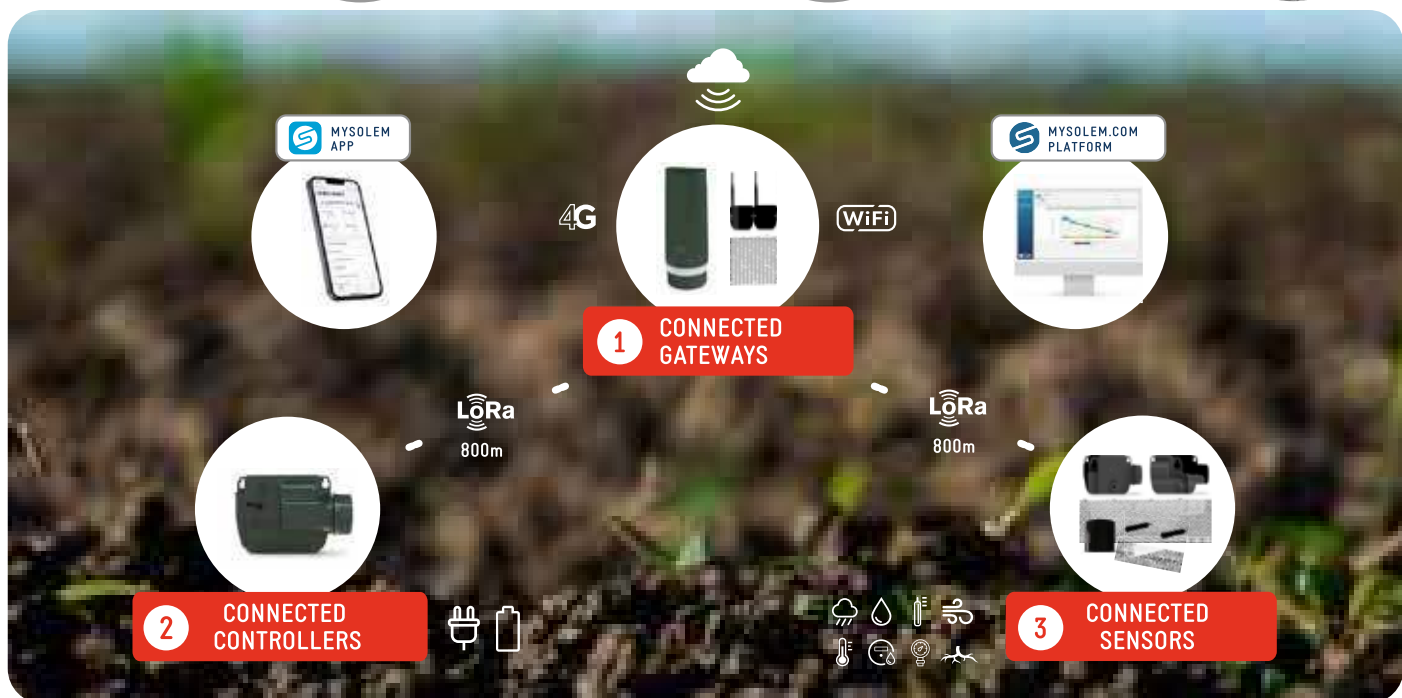 MYSOLEM
APP
MYSOLEM.COM
PLATFORM
4G
WiFi
1 CONNECTED
GATEWAYS
LoRa
800m
LoRa
800m
2 CONNECTED
CONTROLLERS
3 CONNECTED
SENSORS